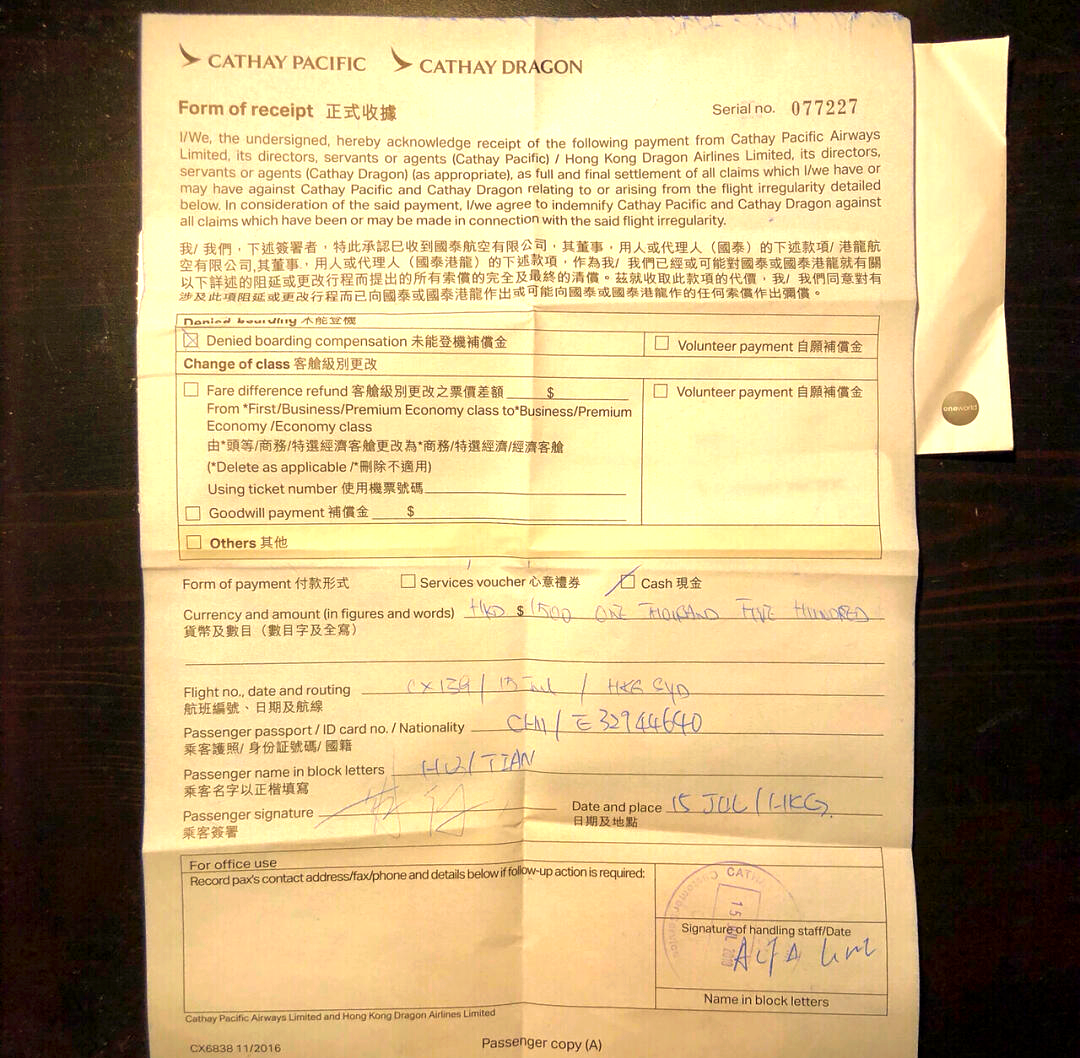 CATHAY PACIFIC CATHAY DRAGON
Form of receipt 正式收據
Serial no. 077227
I/We, the undersigned, hereby acknowledge receipt of the following payment from Cathay Pacific Airways
Limited, its directors, servants or agents (Cathay Pacific) / Hong Kong Dragon Airlines Limited, its directors,
servants or agents (Cathay Dragon) (as appropriate), as full and final settlement of all claims which I/we have or
may have against Cathay Pacific and Cathay Dragon relating to or arising from the flight irregularity detailed
below. In consideration of the said payment, I/we agree to indemnify Cathay Pacific and Cathay Dragon against
all claims which have been or may be made in connection with the said flight irregularity.
我/ 我們，下述簽署者，特此承認已收到國泰航空有限公司，其董事，用人或代理人（國泰）的下述款項/ 港龍航
空有限公司,其董事，用人或代理人（國泰港龍）的下述款項，作為我/ 我們已經或可能對國泰或國泰港龍就有關
以下詳述的阻延或更改行程而提出的所有索償的完全及最終的清償。茲就收取此款項的代價，我/ 我們同意對有
涉及此項阻延或更改行程而已向國泰或國泰港龍作出或可能向國泰或國泰港龍作的任何索償作出彌償。
Denied boarding 未能登機
Denied boarding compensation 未能登機補償金
Volunteer payment 自願補償金
Change of class 客艙級別更改
Fare difference refund 客艙級別更改之票價差額 $
Volunteer payment 自願補償金
From *First/Business/Premium Economy class to*Business/Premium
Economy /Economy class
由*頭等/商務/特選經濟客艙更改為*商務/特選經濟/經濟客艙
(*Delete as applicable /*刪除不適用)
Using ticket number 使用機票號碼
Goodwill payment 補償金 $
Others 其他
oneworld
Form of payment 付款形式 Services voucher 心意禮券 Cash 現金
Currency and amount (in figures and words) HKD $ 1500 ONE THOUSAND FIVE HUNDRED
貨幣及數目（數目字及全寫）
Flight no., date and routing CX139 / 15 Jul / HKG SYD
航班編號、日期及航線
Passenger passport / ID card no. / Nationality CHN/ E32944640
乘客護照/ 身份証號碼/ 國籍
Passenger name in block letters / TIAN
乘客名字以正楷填寫
Passenger signature
乘客簽署
Date and place 15 JUL / HKG
日期及地點
For office use
Record pax's contact address/fax/phone and details below if follow-up action is required:
15 JUL
Signature of handling staff/Date
Name in block letters
Cathay Pacific Airways Limited and Hong Kong Dragon Airlines Limited
CX6838 11/2016
Passenger copy (A)